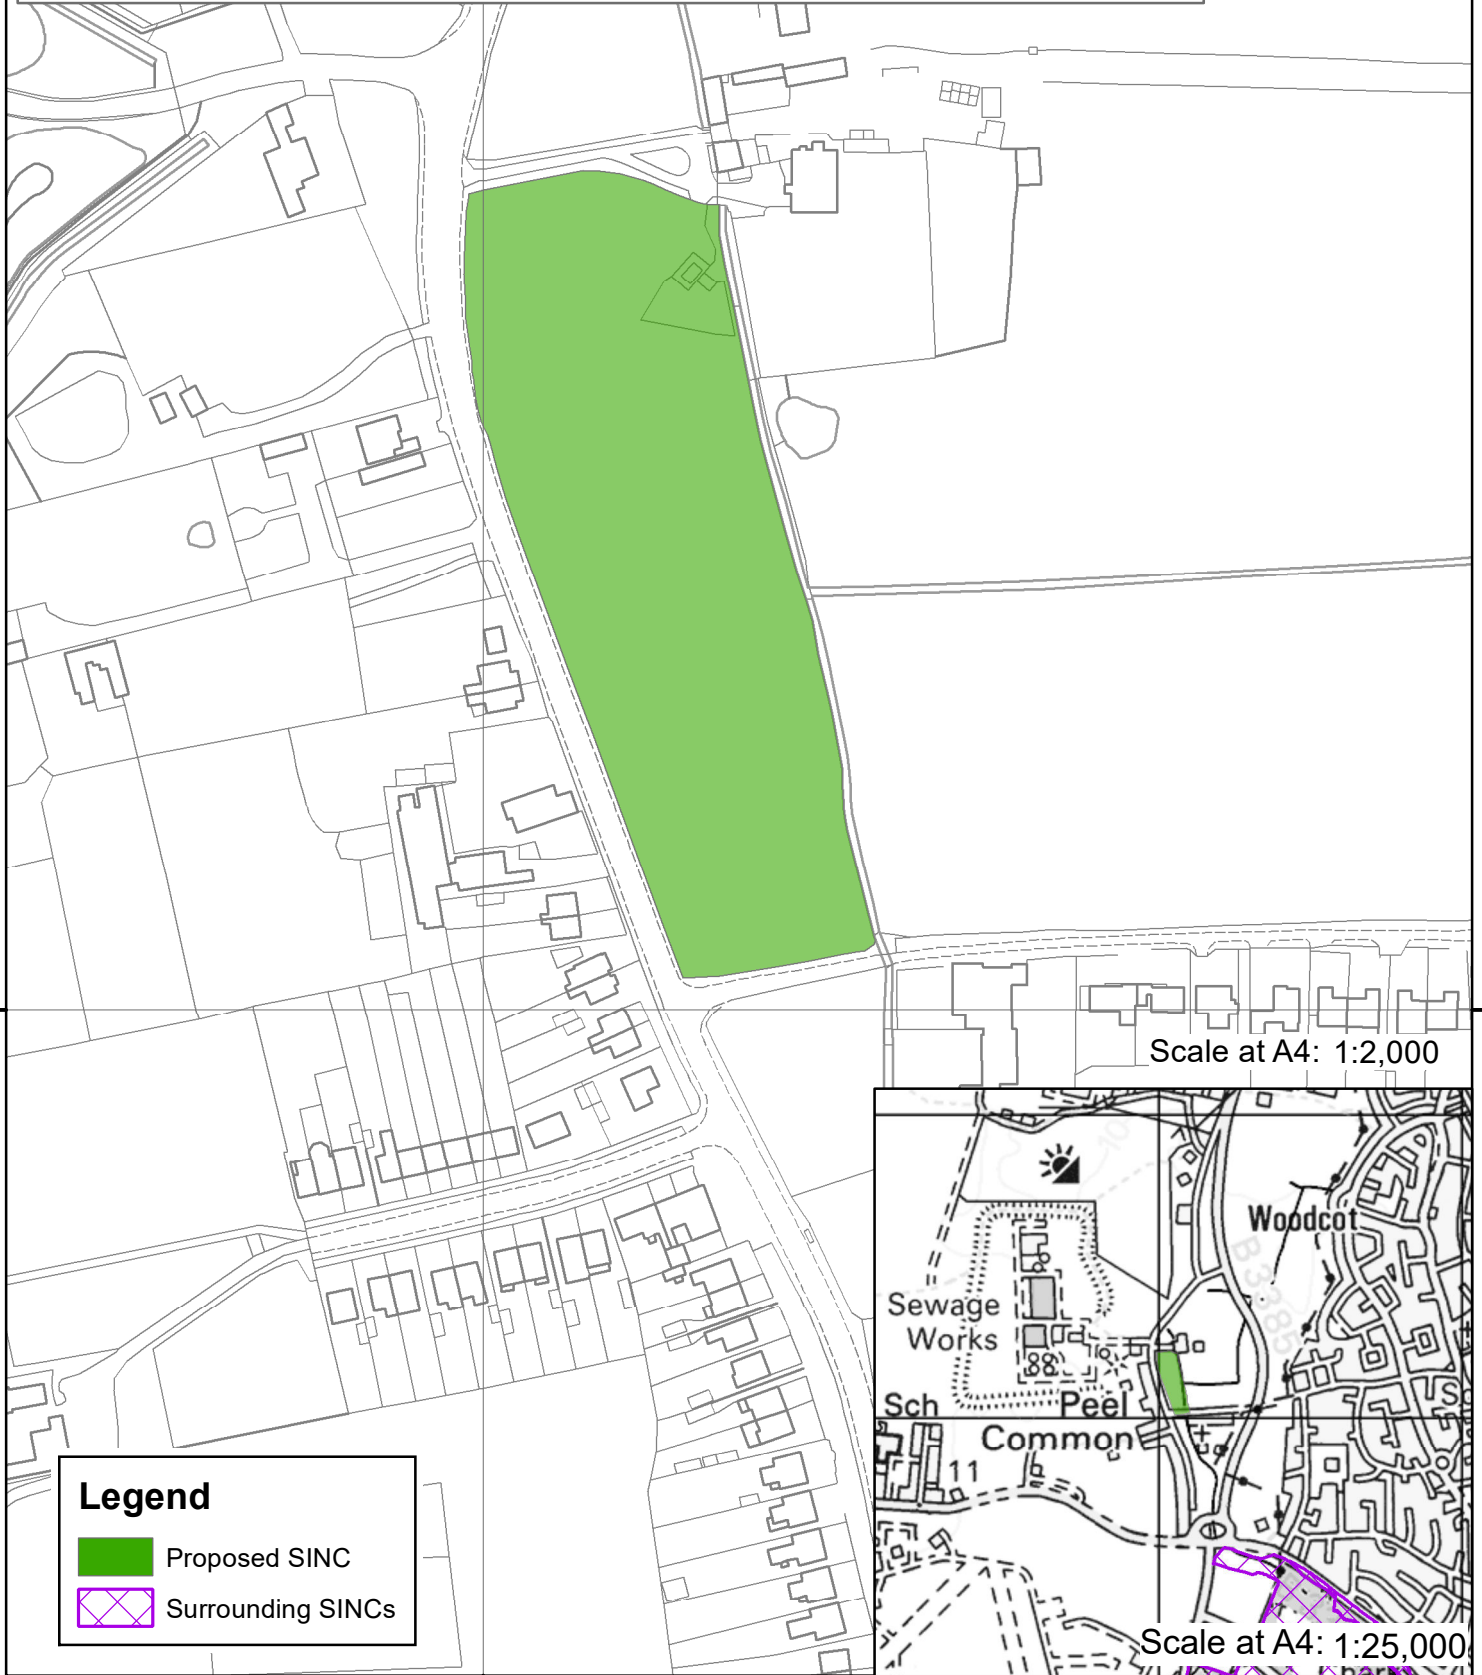 Scale at A4: 1:2,000
Woodcot
B 3385
Sewage
Works
Sch
Peel
Common
11
Legend
Proposed SINC
Surrounding SINCs
Scale at A4: 1:25,000